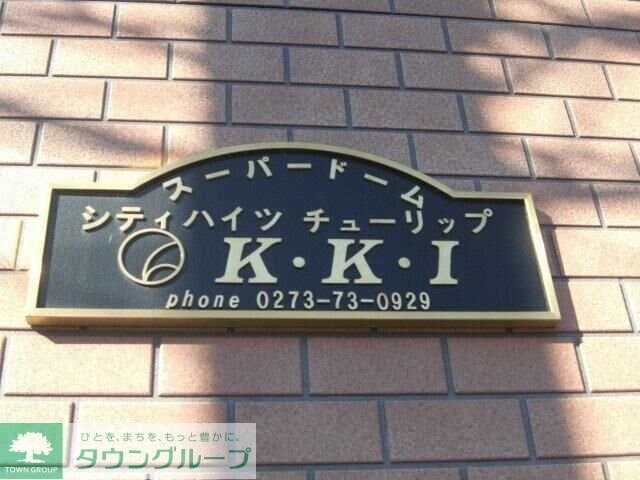 スーパードーム
シティハイツ チューリップ
K・K・I
phone 0273-73-0929
ひとを、まちを、もっと豊かに。
タウングループ
TOWN GROUP